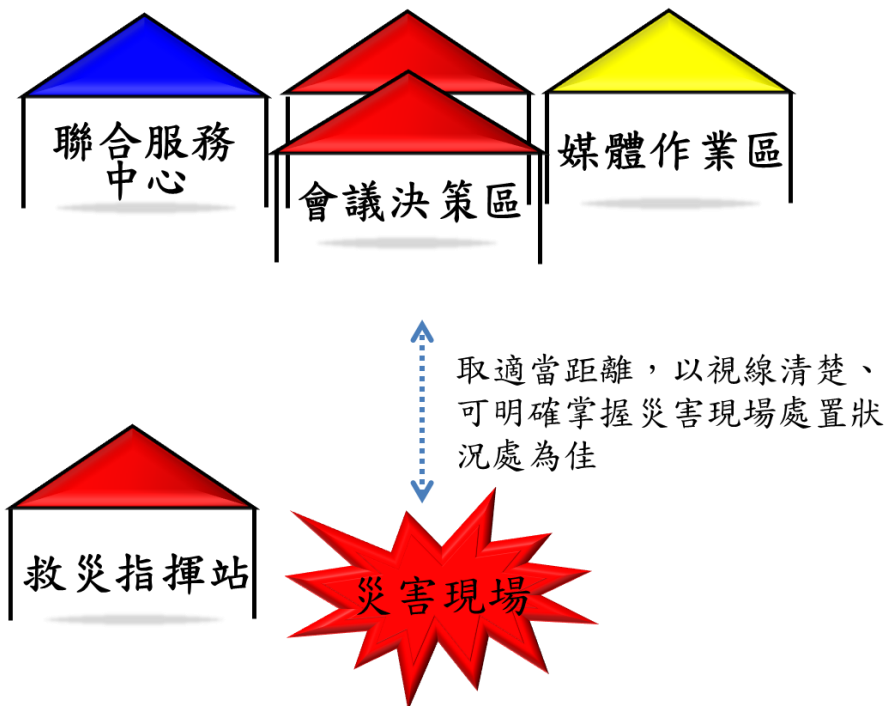 聯合服務
中心
會議決策區
媒體作業區
取適當距離，以視線清楚、
可明確掌握災害現場處置狀
況處為佳
救災指揮站
災害現場